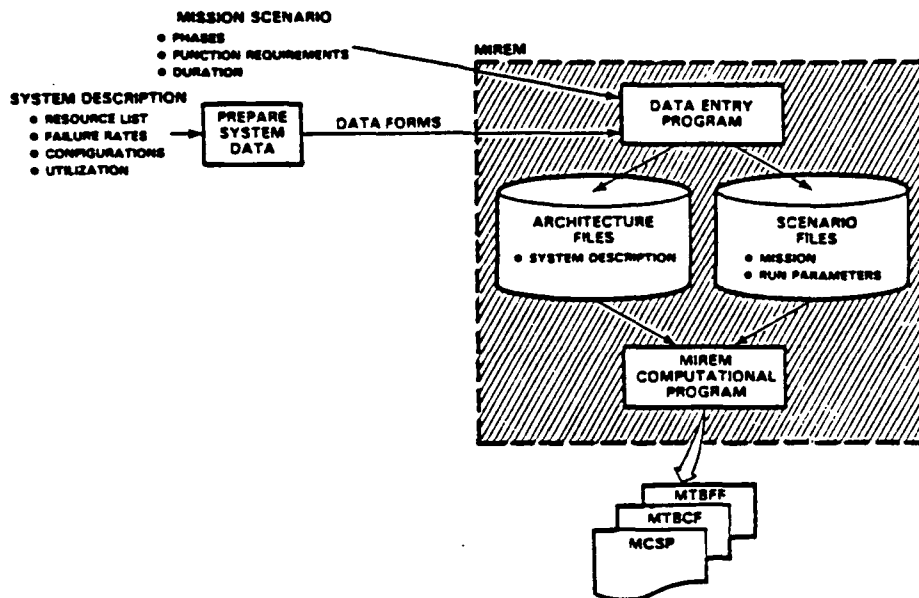 MISSION SCENARIO
• PHASES
• FUNCTION REQUIREMENTS
• DURATION
MIREM
SYSTEM DESCRIPTION
• RESOURCE LIST
• FAILURE RATES
• CONFIGURATIONS
• UTILIZATION
PREPARE
SYSTEM
DATA
DATA FORMS
DATA ENTRY
PROGRAM
ARCHITECTURE
FILES
• SYSTEM DESCRIPTION
SCENARIO
FILES
• MISSION
• RUN PARAMETERS
MIREM
COMPUTATIONAL
PROGRAM
MTBFF
MTBCF
MCSP